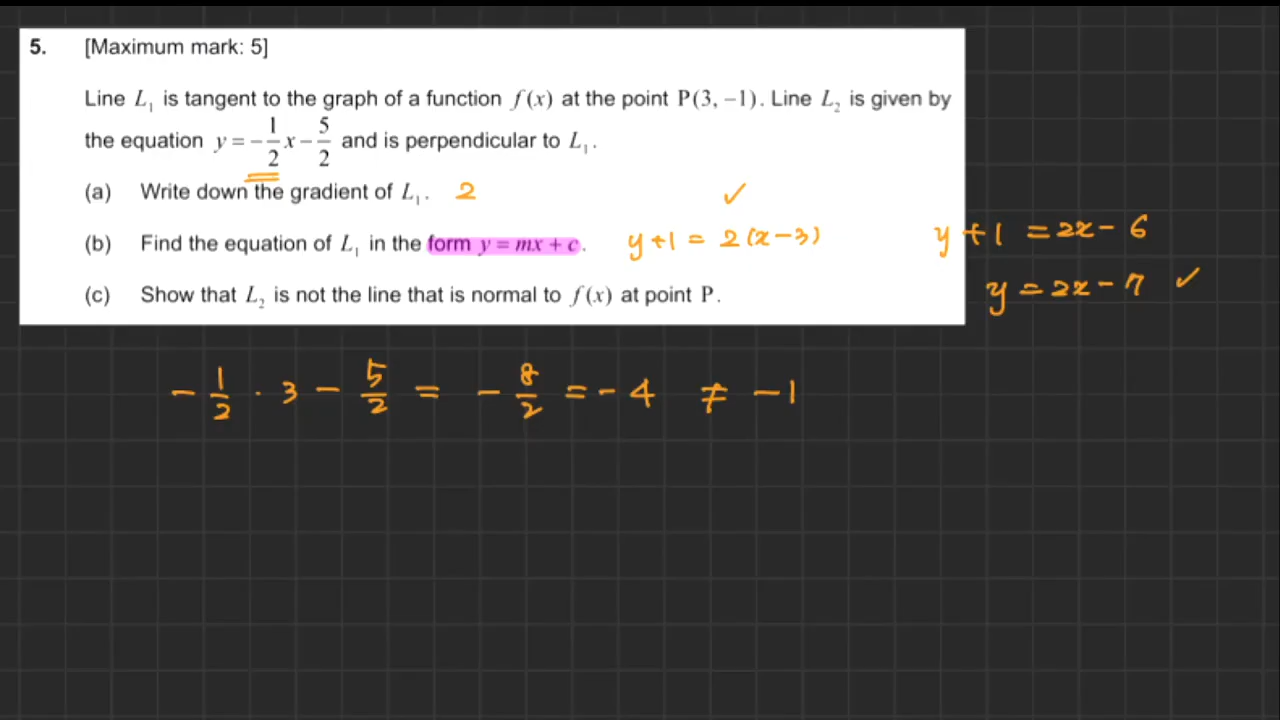 5. [Maximum mark: 5]
Line L₁ is tangent to the graph of a function f(x) at the point P(3, −1). Line L₂ is given by
the equation y = −1/2 x − 5/2 and is perpendicular to L₁.
(a) Write down the gradient of L₁. 2 ✓
(b) Find the equation of L₁ in the form y = mx + c. y + 1 = 2(x − 3) y + 1 = 2x − 6
y = 2x − 7 ✓
(c) Show that L₂ is not the line that is normal to f(x) at point P.
− 1/2 · 3 − 5/2 = − 8/2 = − 4 ≠ − 1